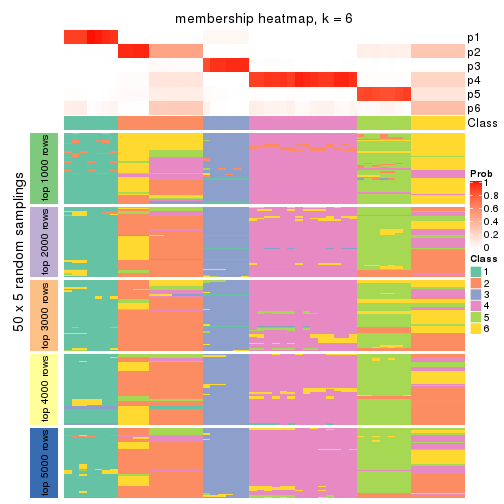 membership heatmap, k = 6
p1
p2
p3
p4
p5
p6
Class
50 x 5 random samplings
top 1000 rows
top 2000 rows
top 3000 rows
top 4000 rows
top 5000 rows
Prob
1
0.8
0.6
0.4
0.2
0
Class
1
2
3
4
5
6